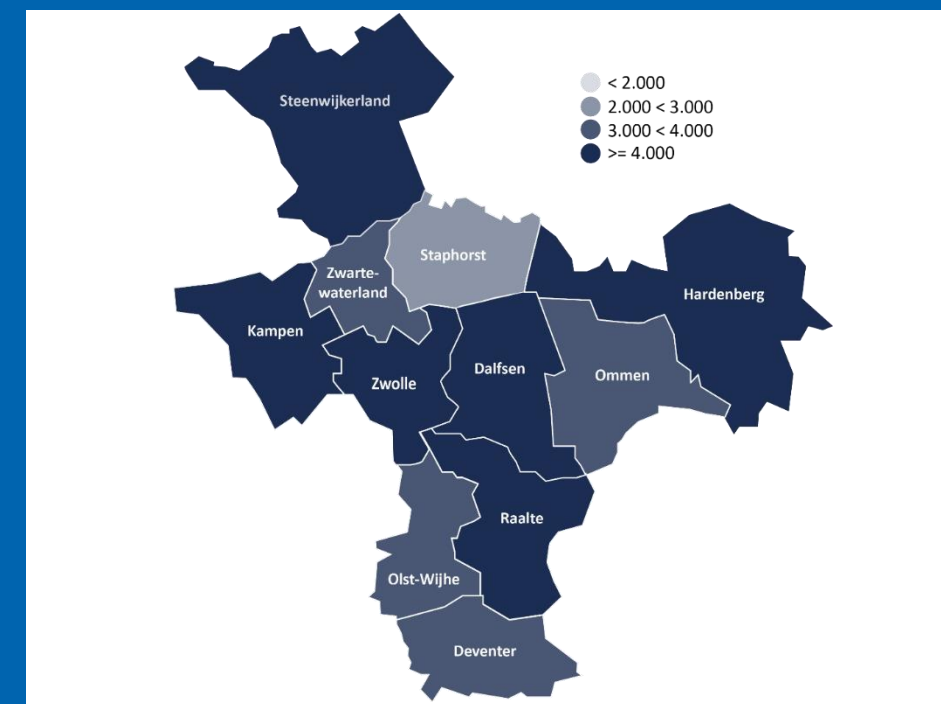 Steenwijkerland
< 2.000
2.000 < 3.000
3.000 < 4.000
>= 4.000
Staphorst
Zwarte-
waterland
Hardenberg
Kampen
Zwolle
Dalfsen
Ommen
Raalte
Olst-Wijhe
Deventer